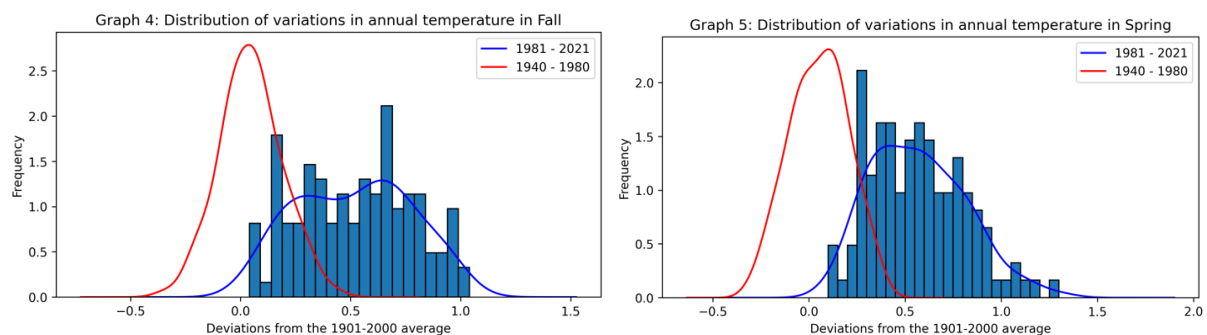 Graph 4: Distribution of variations in annual temperature in Fall
1981 - 2021
1940 - 1980
Frequency
2.5
2.0
1.5
1.0
0.5
0.0
−0.5
0.0
0.5
1.0
1.5
Deviations from the 1901-2000 average
Graph 5: Distribution of variations in annual temperature in Spring
1981 - 2021
1940 - 1980
Frequency
2.0
1.5
1.0
0.5
0.0
−0.5
0.0
0.5
1.0
1.5
2.0
Deviations from the 1901-2000 average